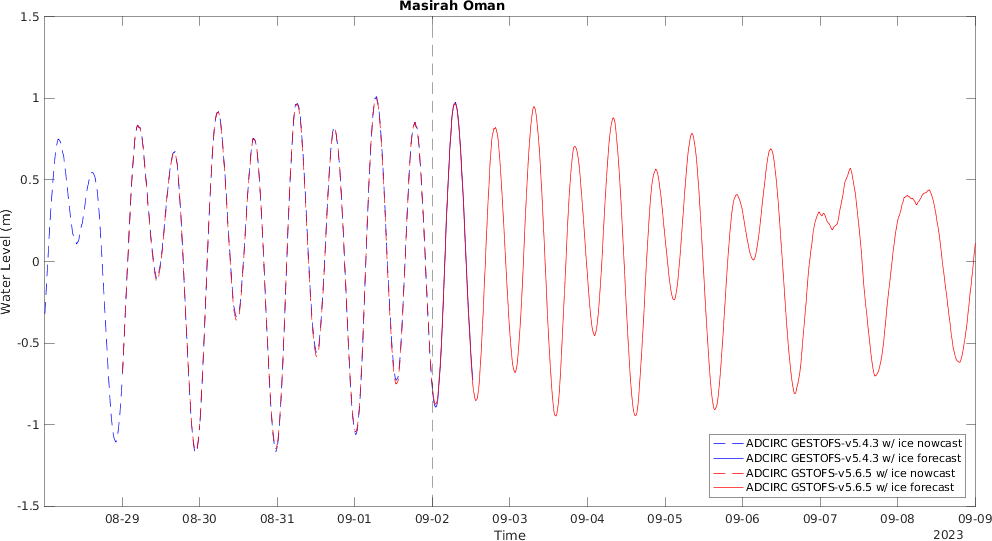 Masirah Oman
1.5
1
0.5
0
-0.5
-1
-1.5
Water Level (m)
ADCIRC GESTOFS-v5.4.3 w/ ice nowcast
ADCIRC GESTOFS-v5.4.3 w/ ice forecast
ADCIRC GSTOFS-v5.6.5 w/ ice nowcast
ADCIRC GSTOFS-v5.6.5 w/ ice forecast
08-29 08-30 08-31 09-01 09-02 09-03 09-04 09-05 09-06 09-07 09-08 09-09
Time
2023